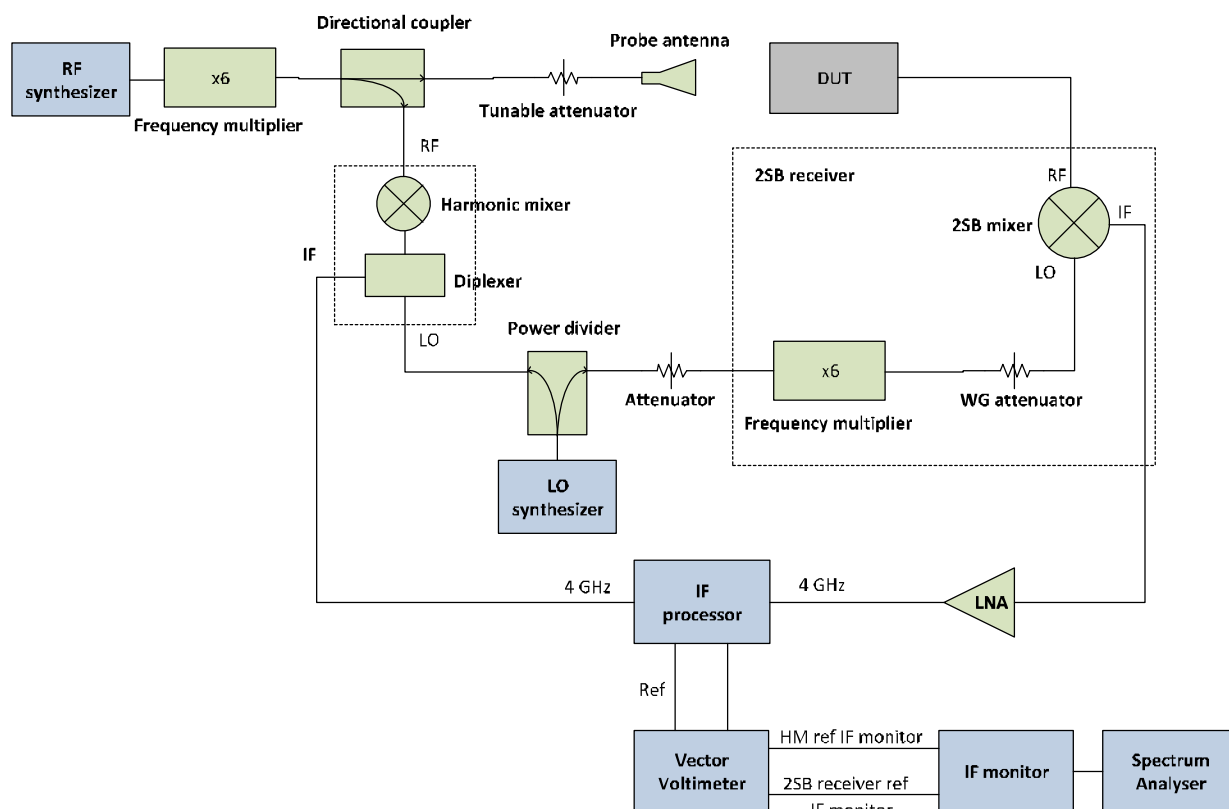 Directional coupler
Probe antenna
RF
synthesizer
x6
DUT
Frequency multiplier
Tunable attenuator
RF
2SB receiver
RF
Harmonic mixer
2SB mixer
IF
IF
LO
Diplexer
LO
Power divider
x6
Attenuator
WG attenuator
Frequency multiplier
LO
synthesizer
4 GHz
IF
processor
4 GHz
LNA
Ref
Vector
Voltimeter
HM ref IF monitor
2SB receiver ref
IF monitor
IF monitor
Spectrum
Analyser